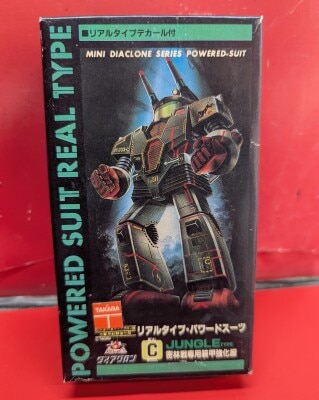 ■リアルタイプデカール付
MINI DIACLONE SERIES POWERED-SUIT
POWERED SUIT REAL TYPE
TAKARA
T
リアルタイプ・パワードスーツ
C
JUNGLE TYPE
密林戦専用装甲強化服
ダイアクロン